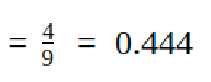 = 4/9 = 0.444